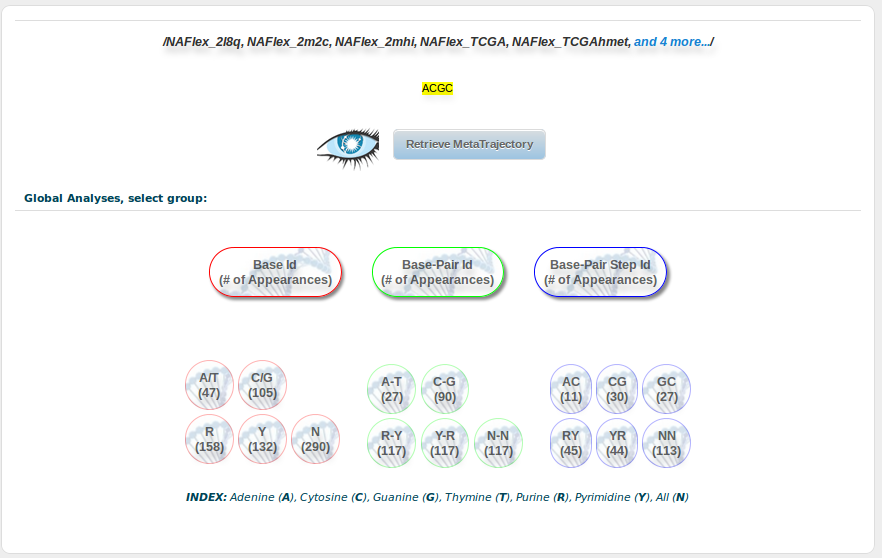 /NAFlex_2l8q, NAFlex_2m2c, NAFlex_2mhi, NAFlex_TCGA, NAFlex_TCGAhmet, and 4 more.../
ACGC
Retrieve MetaTrajectory
Global Analyses, select group:
Base Id
(# of Appearances)
Base-Pair Id
(# of Appearances)
Base-Pair Step Id
(# of Appearances)
A/T
(47)
C/G
(105)
R
(158)
Y
(132)
N
(290)
A-T
(27)
C-G
(90)
R-Y
(117)
Y-R
(117)
N-N
(117)
AC
(11)
CG
(30)
GC
(27)
RY
(45)
YR
(44)
NN
(113)
INDEX: Adenine (A), Cytosine (C), Guanine (G), Thymine (T), Purine (R), Pyrimidine (Y), All (N)